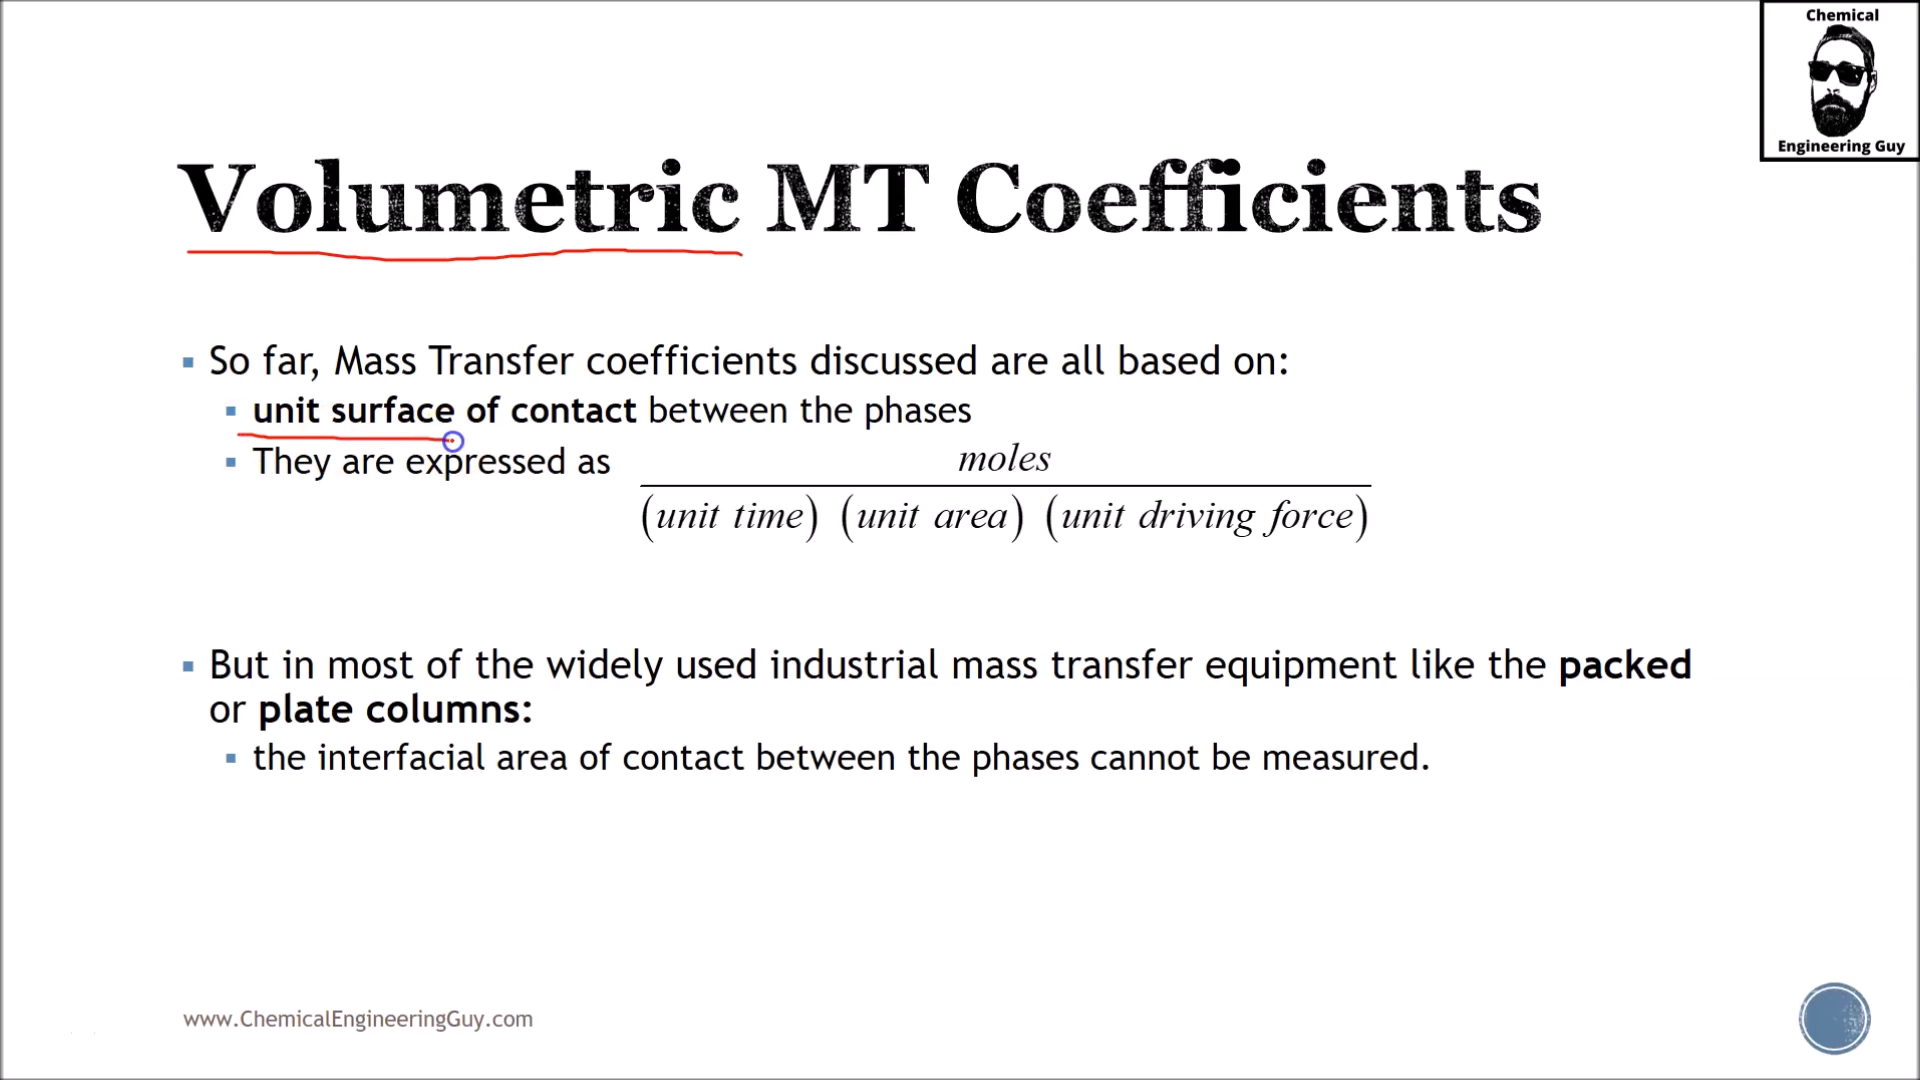 Chemical
Engineering Guy
Volumetric MT Coefficients
So far, Mass Transfer coefficients discussed are all based on:
unit surface of contact between the phases
They are expressed as
moles
(unit time) (unit area) (unit driving force)
But in most of the widely used industrial mass transfer equipment like the packed
or plate columns:
the interfacial area of contact between the phases cannot be measured.
www.ChemicalEngineeringGuy.com